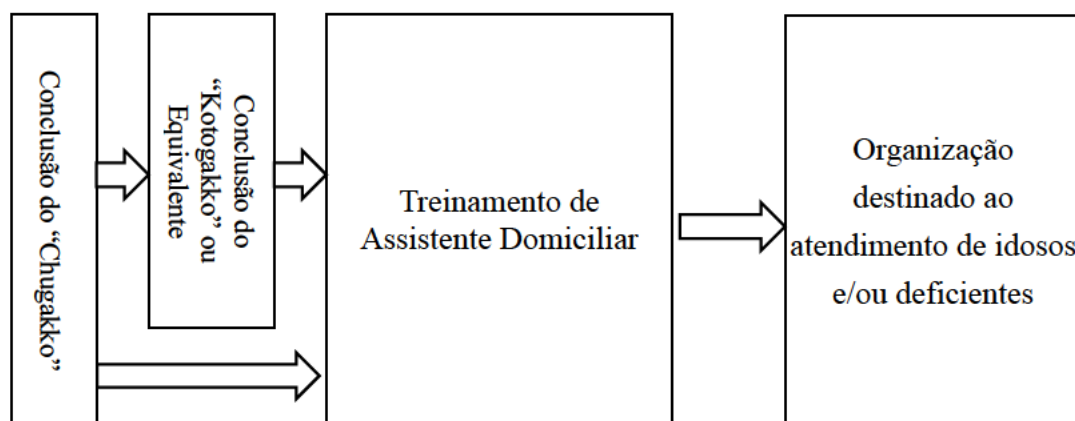 Conclusão do “Chugakko”
Conclusão do
“Kotogakko” ou
Equivalente
Treinamento de
Assistente Domiciliar
Organização
destinado ao
atendimento de idosos
e/ou deficientes